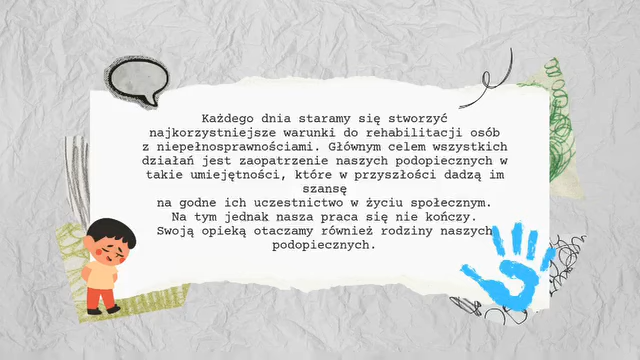 Każdego dnia staramy się stworzyć
najkorzystniejsze warunki do rehabilitacji osób
z niepełnosprawnościami. Głównym celem wszystkich
działań jest zaopatrzenie naszych podopiecznych w
takie umiejętności, które w przyszłości dadzą im
szansę
na godne ich uczestnictwo w życiu społecznym.
Na tym jednak nasza praca się nie kończy.
Swoją opieką otaczamy również rodziny naszych
podopiecznych.